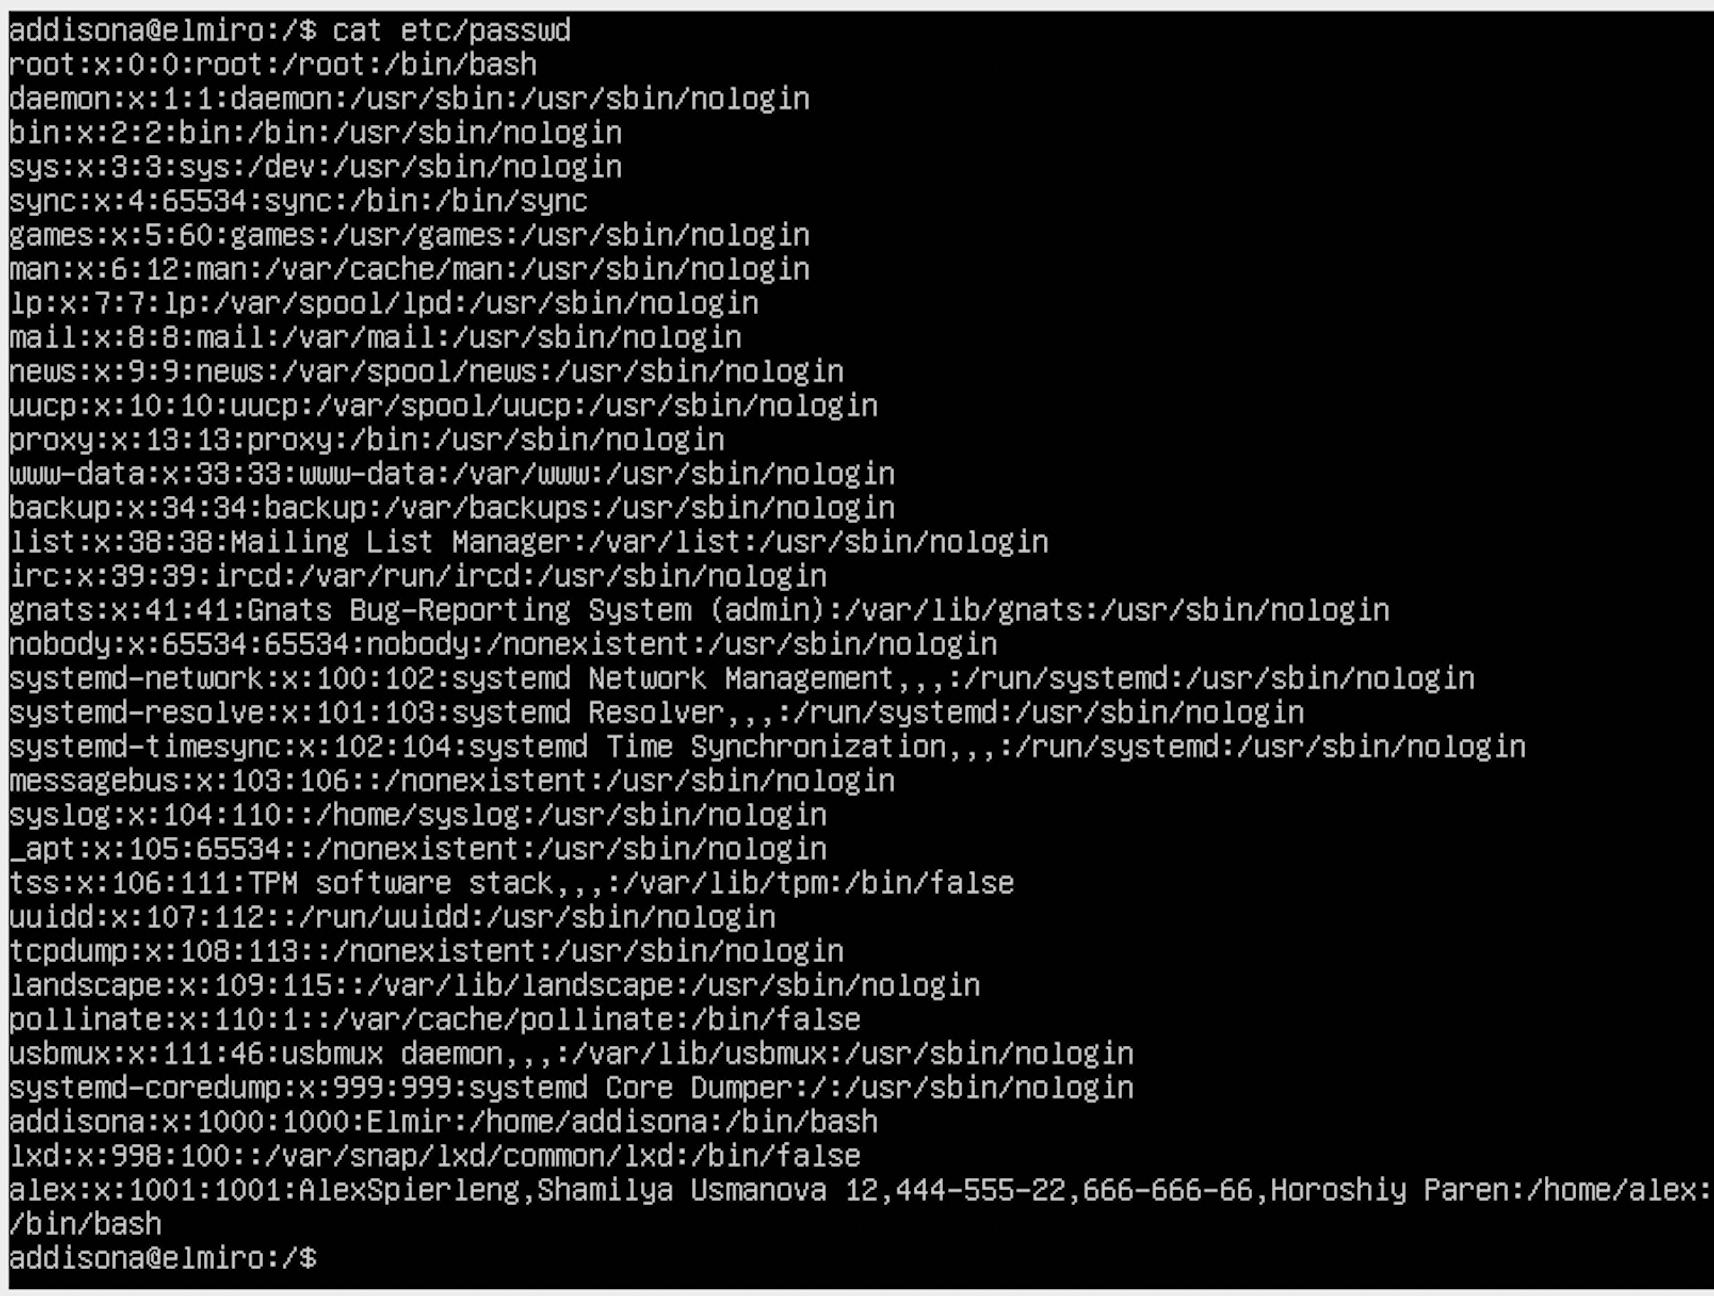 addisona@elmiro:/$ cat etc/passwd
root:x:0:0:root:/root:/bin/bash
daemon:x:1:1:daemon:/usr/sbin:/usr/sbin/nologin
bin:x:2:2:bin:/bin:/usr/sbin/nologin
sys:x:3:3:sys:/dev:/usr/sbin/nologin
sync:x:4:65534:sync:/bin:/bin/sync
games:x:5:60:games:/usr/games:/usr/sbin/nologin
man:x:6:12:man:/var/cache/man:/usr/sbin/nologin
lp:x:7:7:lp:/var/spool/lpd:/usr/sbin/nologin
mail:x:8:8:mail:/var/mail:/usr/sbin/nologin
news:x:9:9:news:/var/spool/news:/usr/sbin/nologin
uucp:x:10:10:uucp:/var/spool/uucp:/usr/sbin/nologin
proxy:x:13:13:proxy:/bin:/usr/sbin/nologin
www-data:x:33:33:www-data:/var/www:/usr/sbin/nologin
backup:x:34:34:backup:/var/backups:/usr/sbin/nologin
list:x:38:38:Mailing List Manager:/var/list:/usr/sbin/nologin
irc:x:39:39:ircd:/var/run/ircd:/usr/sbin/nologin
gnats:x:41:41:Gnats Bug-Reporting System (admin):/var/lib/gnats:/usr/sbin/nologin
nobody:x:65534:65534:nobody:/nonexistent:/usr/sbin/nologin
systemd-network:x:100:102:systemd Network Management,,,:/run/systemd:/usr/sbin/nologin
systemd-resolve:x:101:103:systemd Resolver,,,:/run/systemd:/usr/sbin/nologin
systemd-timesync:x:102:104:systemd Time Synchronization,,,:/run/systemd:/usr/sbin/nologin
messagebus:x:103:106::/nonexistent:/usr/sbin/nologin
syslog:x:104:110::/home/syslog:/usr/sbin/nologin
_apt:x:105:65534::/nonexistent:/usr/sbin/nologin
tss:x:106:111:TPM software stack,,,:/var/lib/tpm:/bin/false
uuidd:x:107:112::/run/uuidd:/usr/sbin/nologin
tcpdump:x:108:113::/nonexistent:/usr/sbin/nologin
landscape:x:109:115::/var/lib/landscape:/usr/sbin/nologin
pollinate:x:110:1::/var/cache/pollinate:/bin/false
usbmux:x:111:46:usbmux daemon,,,:/var/lib/usbmux:/usr/sbin/nologin
systemd-coredump:x:999:999:systemd Core Dumper:/:/usr/sbin/nologin
addisona:x:1000:1000:Elmir:/home/addisona:/bin/bash
lxd:x:998:100::/var/snap/lxd/common/lxd:/bin/false
alex:x:1001:1001:AlexSpierleng,Shamilya Usmanova 12,444-555-22,666-666-66,Horoshiy Paren:/home/alex:
/bin/bash
addisona@elmiro:/$